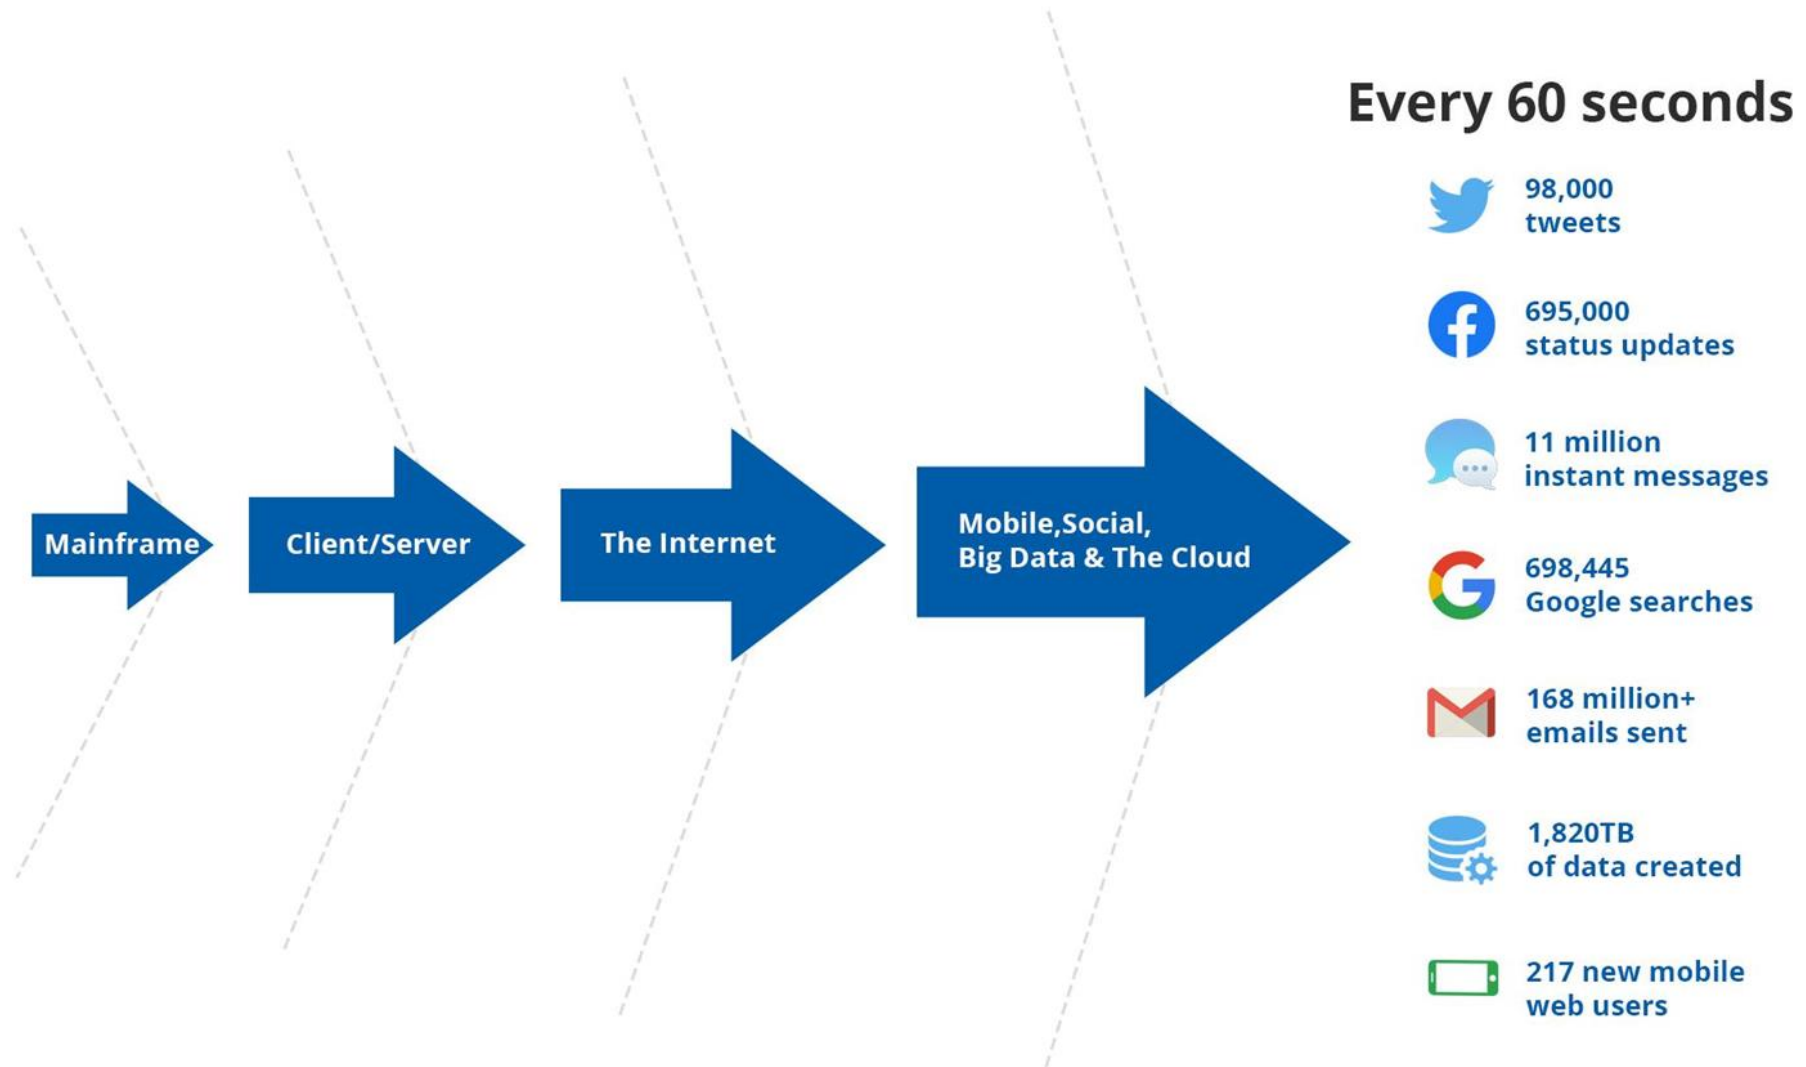 Every 60 seconds
98,000
tweets
695,000
status updates
11 million
instant messages
698,445
Google searches
168 million+
emails sent
1,820TB
of data created
217 new mobile
web users
Mainframe
Client/Server
The Internet
Mobile,Social,
Big Data & The Cloud